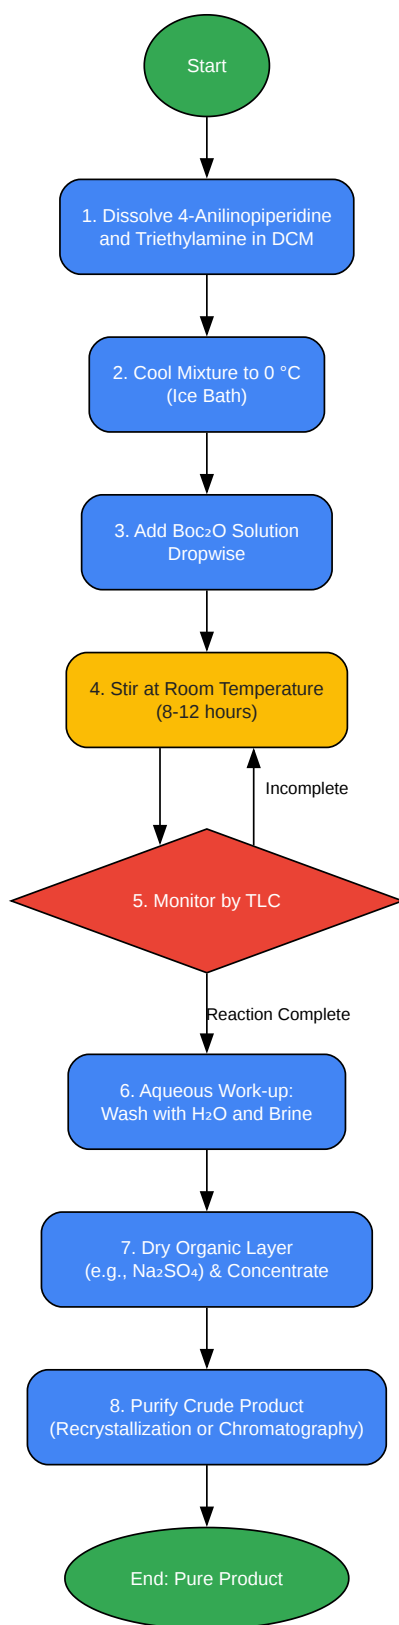 Start
1. Dissolve 4-Anilinopiperidine
and Triethylamine in DCM
2. Cool Mixture to 0 °C
(Ice Bath)
3. Add Boc₂O Solution
Dropwise
4. Stir at Room Temperature
(8-12 hours)
Incomplete
5. Monitor by TLC
Reaction Complete
6. Aqueous Work-up:
Wash with H₂O and Brine
7. Dry Organic Layer
(e.g., Na₂SO₄) & Concentrate
8. Purify Crude Product
(Recrystallization or Chromatography)
End: Pure Product